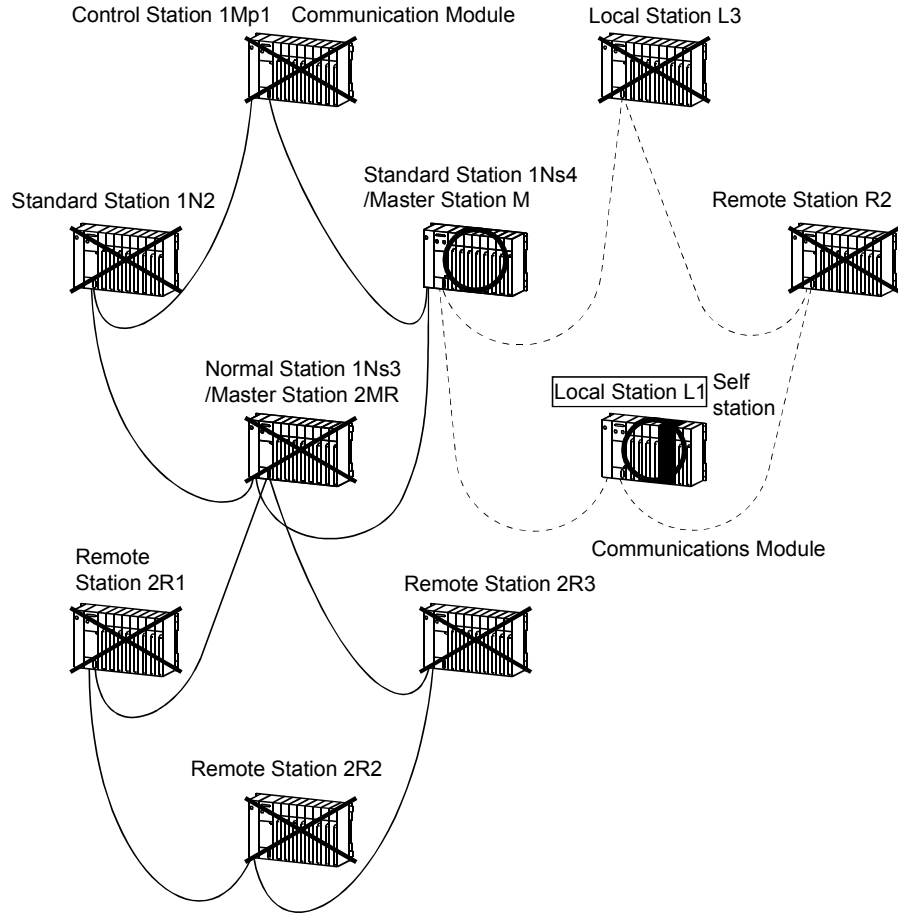 Control Station 1Mp1
Communication Module
Local Station L3
Standard Station 1N2
Standard Station 1Ns4
/Master Station M
Remote Station R2
Normal Station 1Ns3
/Master Station 2MR
Local Station L1
Self
station
Communications Module
Remote
Station 2R1
Remote Station 2R3
Remote Station 2R2